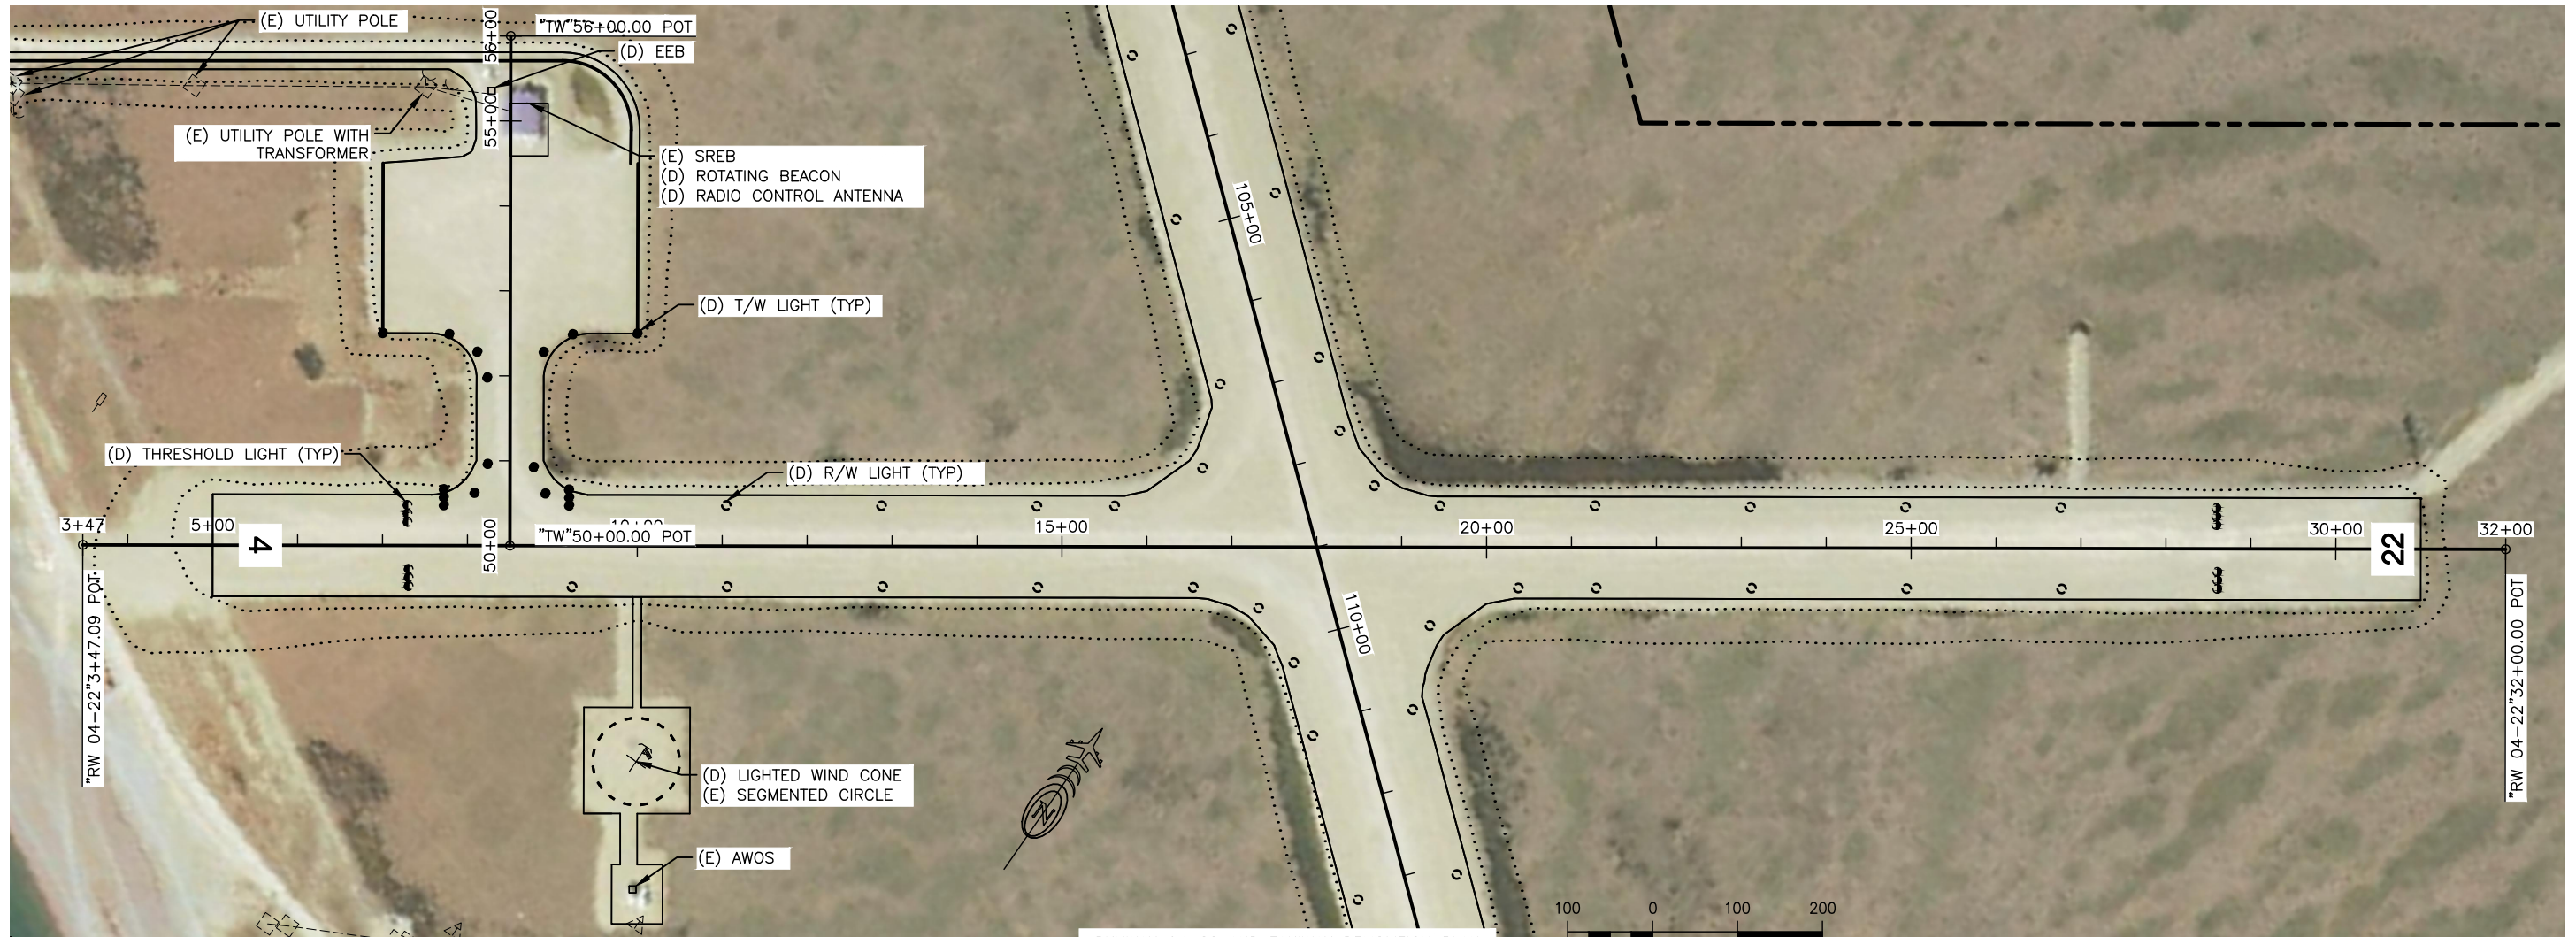 (E) UTILITY POLE
56+00
"TW"56+00.00 POT
(D) EEB
55+00
(E) UTILITY POLE WITH
TRANSFORMER
(E) SREB
(D) ROTATING BEACON
(D) RADIO CONTROL ANTENNA
105+00
(D) T/W LIGHT (TYP)
(D) THRESHOLD LIGHT (TYP)
(D) R/W LIGHT (TYP)
3+47
5+00
50+00
10+00
"TW"50+00.00 POT
15+00
20+00
25+00
30+00
32+00
4
22
"RW 04-22"3+47.09 POT
"RW 04-22"32+00.00 POT
110+00
(D) LIGHTED WIND CONE
(E) SEGMENTED CIRCLE
N
(E) AWOS
100 0 100 200